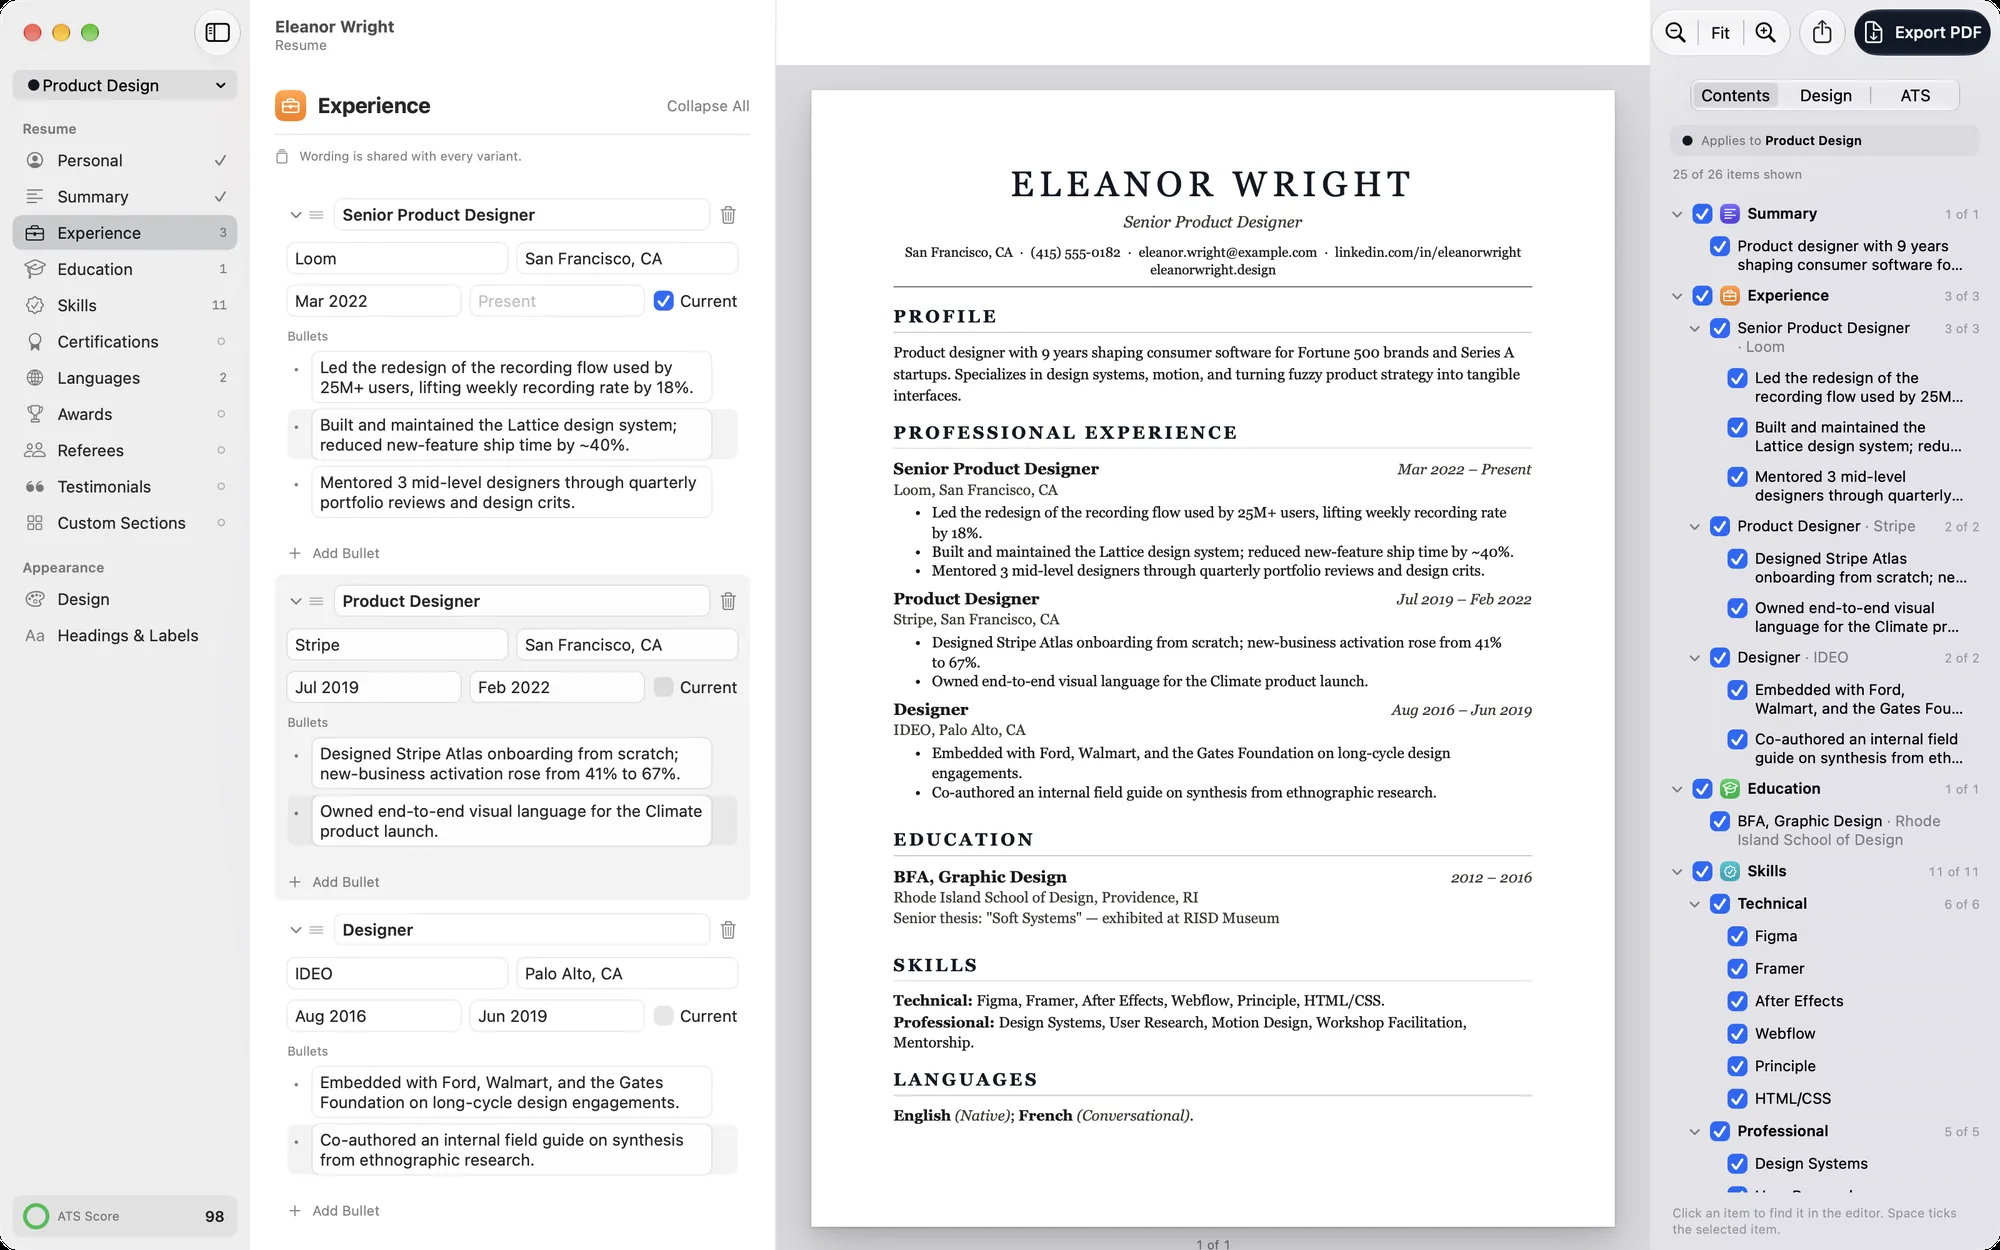 Product Design
Resume
Personal
Summary
Experience 3
Education 1
Skills 11
Certifications
Languages 2
Awards
Referees
Testimonials
Custom Sections
Appearance
Design
Aa Headings & Labels
ATS Score 98
Eleanor Wright
Resume
Experience Collapse All
Wording is shared with every variant.
Senior Product Designer
Loom San Francisco, CA
Mar 2022 Present Current
Bullets
• Led the redesign of the recording flow used by
25M+ users, lifting weekly recording rate by 18%.
• Built and maintained the Lattice design system;
reduced new-feature ship time by ~40%.
• Mentored 3 mid-level designers through quarterly
portfolio reviews and design crits.
+ Add Bullet
Product Designer
Stripe San Francisco, CA
Jul 2019 Feb 2022 Current
Bullets
• Designed Stripe Atlas onboarding from scratch;
new-business activation rose from 41% to 67%.
• Owned end-to-end visual language for the Climate
product launch.
+ Add Bullet
Designer
IDEO Palo Alto, CA
Aug 2016 Jun 2019 Current
Bullets
• Embedded with Ford, Walmart, and the Gates
Foundation on long-cycle design engagements.
• Co-authored an internal field guide on synthesis
from ethnographic research.
+ Add Bullet
ELEANOR WRIGHT
Senior Product Designer
San Francisco, CA · (415) 555-0182 · eleanor.wright@example.com · linkedin.com/in/eleanorwright
eleanorwright.design
PROFILE
Product designer with 9 years shaping consumer software for Fortune 500 brands and Series A
startups. Specializes in design systems, motion, and turning fuzzy product strategy into tangible
interfaces.
PROFESSIONAL EXPERIENCE
Senior Product Designer Mar 2022 – Present
Loom, San Francisco, CA
• Led the redesign of the recording flow used by 25M+ users, lifting weekly recording rate
by 18%.
• Built and maintained the Lattice design system; reduced new-feature ship time by ~40%.
• Mentored 3 mid-level designers through quarterly portfolio reviews and design crits.
Product Designer Jul 2019 – Feb 2022
Stripe, San Francisco, CA
• Designed Stripe Atlas onboarding from scratch; new-business activation rose from 41%
to 67%.
• Owned end-to-end visual language for the Climate product launch.
Designer Aug 2016 – Jun 2019
IDEO, Palo Alto, CA
• Embedded with Ford, Walmart, and the Gates Foundation on long-cycle design
engagements.
• Co-authored an internal field guide on synthesis from ethnographic research.
EDUCATION
BFA, Graphic Design 2012 – 2016
Rhode Island School of Design, Providence, RI
Senior thesis: "Soft Systems" — exhibited at RISD Museum
SKILLS
Technical: Figma, Framer, After Effects, Webflow, Principle, HTML/CSS.
Professional: Design Systems, User Research, Motion Design, Workshop Facilitation,
Mentorship.
LANGUAGES
English (Native); French (Conversational).
1 of 1
Fit Export PDF
Contents Design ATS
Applies to Product Design
25 of 26 items shown
Summary 1 of 1
Product designer with 9 years
shaping consumer software fo...
Experience 3 of 3
Senior Product Designer 3 of 3
· Loom
Led the redesign of the
recording flow used by 25M...
Built and maintained the
Lattice design system; redu...
Mentored 3 mid-level
designers through quarterly...
Product Designer · Stripe 2 of 2
Designed Stripe Atlas
onboarding from scratch; ne...
Owned end-to-end visual
language for the Climate pr...
Designer · IDEO 2 of 2
Embedded with Ford,
Walmart, and the Gates Fou...
Co-authored an internal field
guide on synthesis from eth...
Education 1 of 1
BFA, Graphic Design · Rhode
Island School of Design
Skills 11 of 11
Technical 6 of 6
Figma
Framer
After Effects
Webflow
Principle
HTML/CSS
Professional 5 of 5
Design Systems
Click an item to find it in the editor. Space ticks
the selected item.